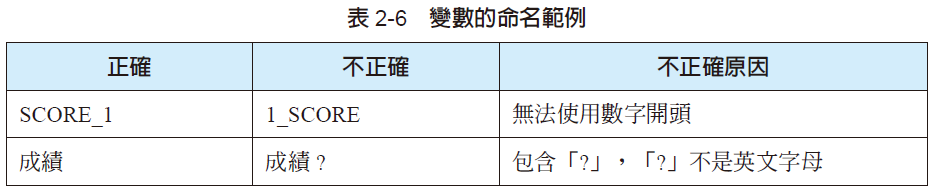 表 2-6　變數的命名範例
正確　不正確　不正確原因
SCORE_1　1_SCORE　無法使用數字開頭
成績　成績？　包含「?」，「?」不是英文字母